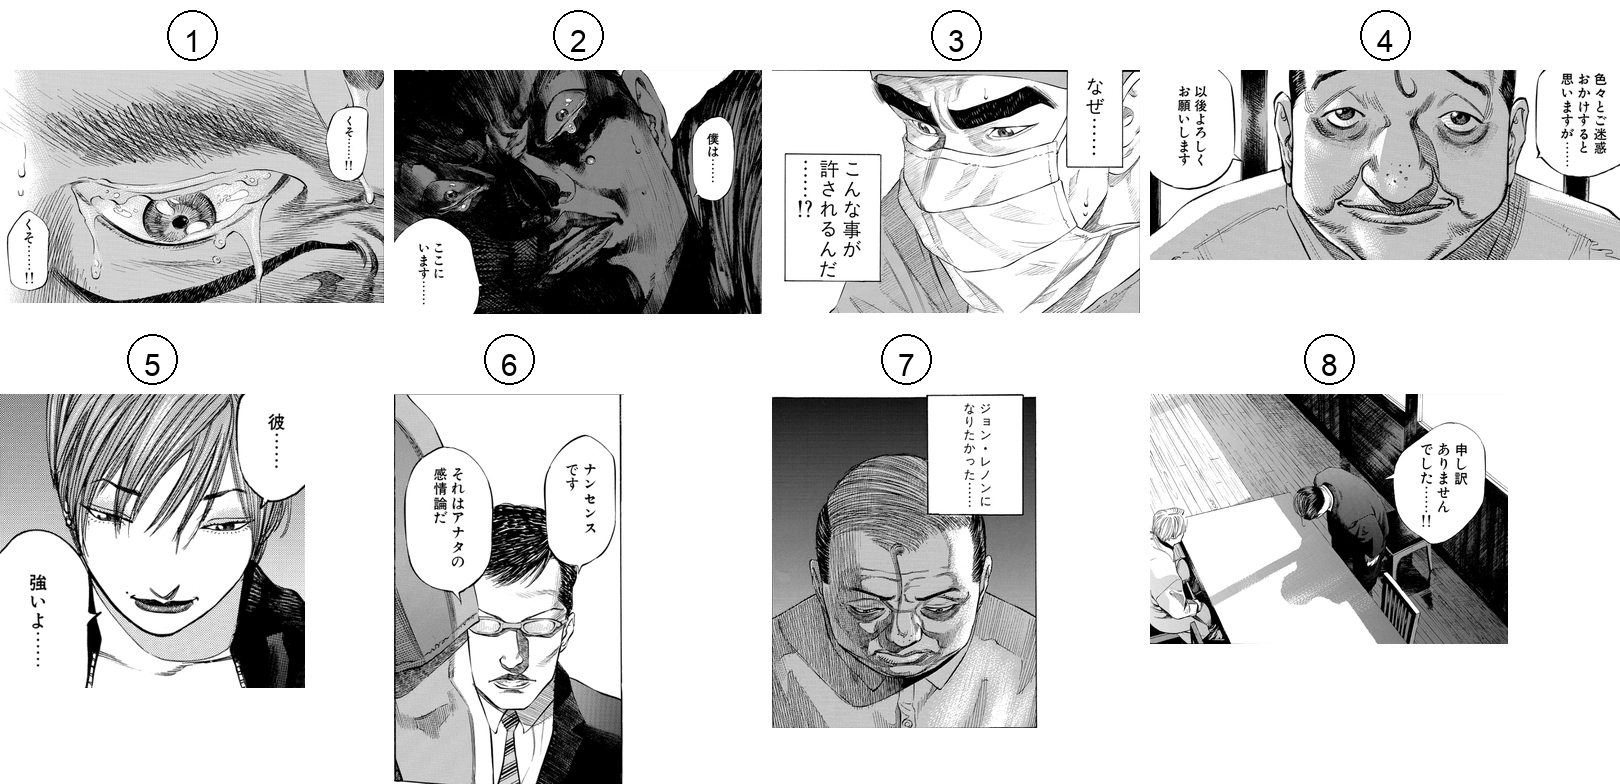 1
くそ……!!
くそ……!!
2
僕は……
ここに
います……
3
なぜ……
こんな事が
許されるんだ
……!?
4
色々とご迷惑
おかけすると
思いますが……
以後よろしく
お願いします
5
彼……
強いよ……
6
ナンセンス
です
それはアナタの
感情論だ
7
ジョン・レノンに
なりたかった……
8
申し訳
ありません
でした……!!